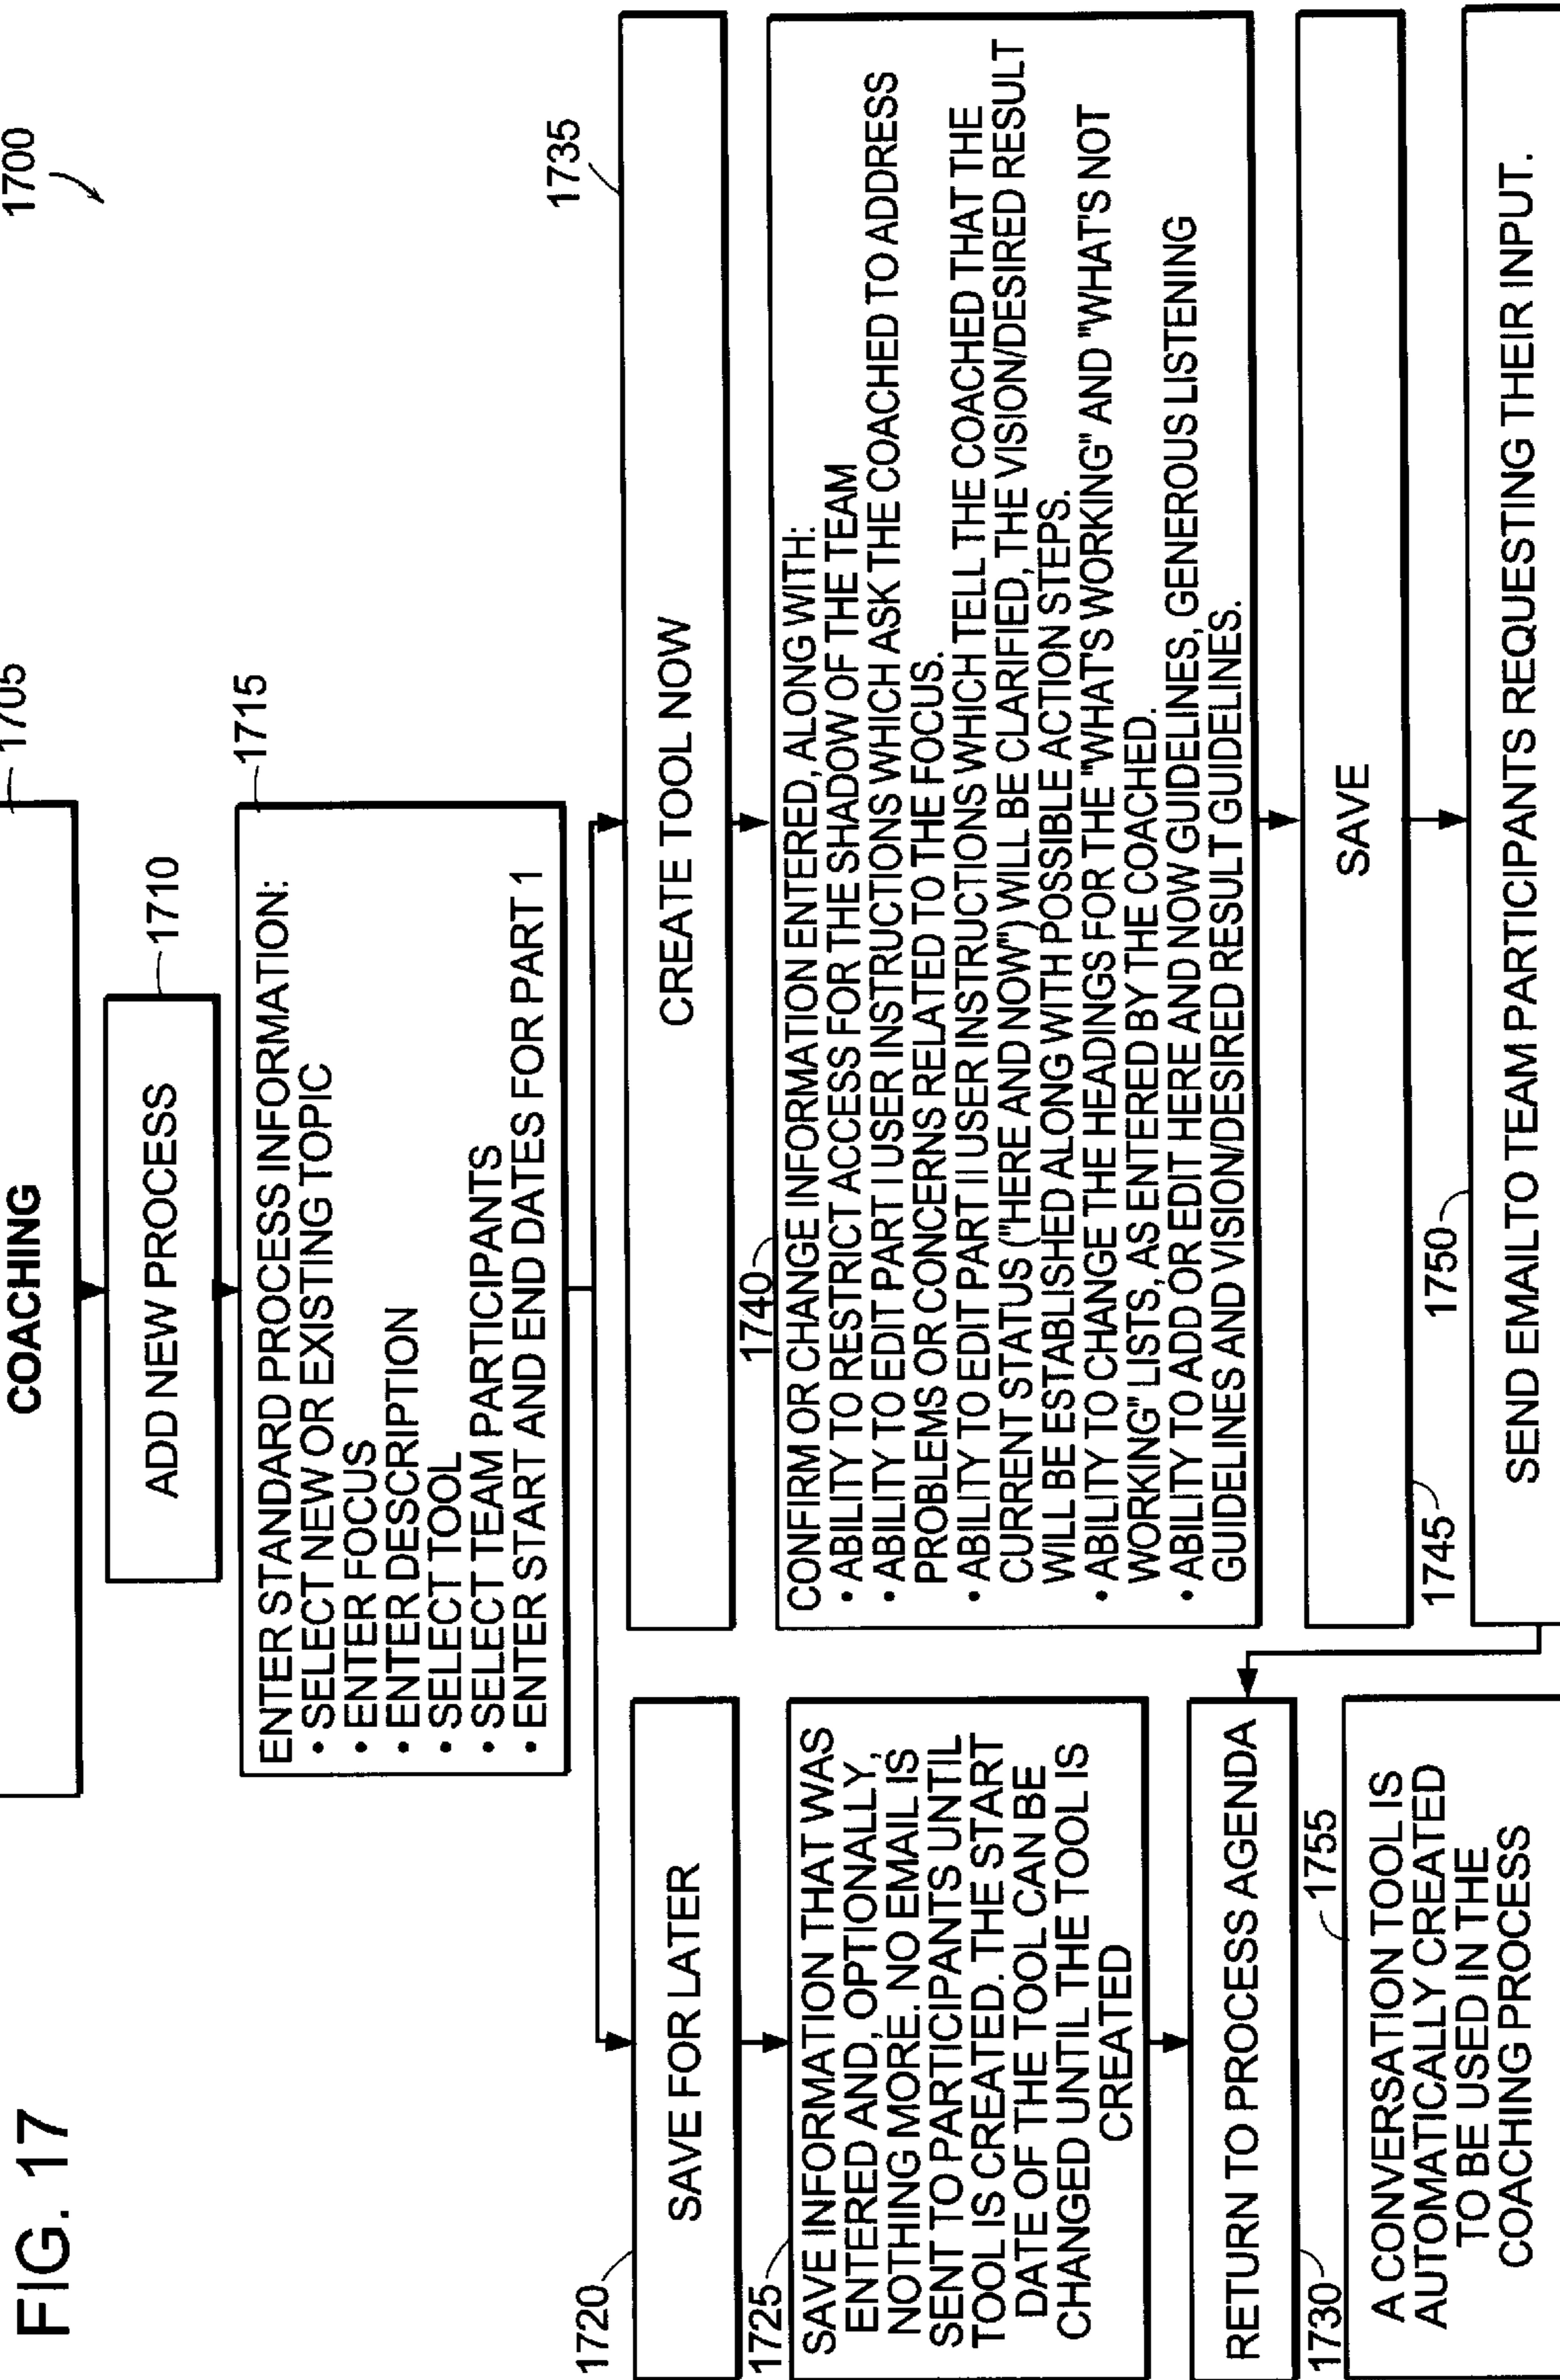 FIG. 17
1700
COACHING
1705
ADD NEW PROCESS
1710
1715
ENTER STANDARD PROCESS INFORMATION:
• SELECT NEW OR EXISTING TOPIC
• ENTER FOCUS
• ENTER DESCRIPTION
• SELECT TOOL
• SELECT TEAM PARTICIPANTS
• ENTER START AND END DATES FOR PART 1
1720
SAVE FOR LATER
1725
SAVE INFORMATION THAT WAS
ENTERED AND, OPTIONALLY,
NOTHING MORE. NO EMAIL IS
SENT TO PARTICIPANTS UNTIL
TOOL IS CREATED. THE START
DATE OF THE TOOL CAN BE
CHANGED UNTIL THE TOOL IS
CREATED
RETURN TO PROCESS AGENDA
1730
1755
A CONVERSATION TOOL IS
AUTOMATICALLY CREATED
TO BE USED IN THE
COACHING PROCESS
1735
CREATE TOOL NOW
1740
CONFIRM OR CHANGE INFORMATION ENTERED, ALONG WITH:
• ABILITY TO RESTRICT ACCESS FOR THE SHADOW OF THE TEAM
• ABILITY TO EDIT PART I USER INSTRUCTIONS WHICH ASK THE COACHED TO ADDRESS
PROBLEMS OR CONCERNS RELATED TO THE FOCUS.
• ABILITY TO EDIT PART II USER INSTRUCTIONS WHICH TELL THE COACHED THAT THE
CURRENT STATUS ("HERE AND NOW") WILL BE CLARIFIED, THE VISION/DESIRED RESULT
WILL BE ESTABLISHED ALONG WITH POSSIBLE ACTION STEPS.
• ABILITY TO CHANGE THE HEADINGS FOR THE "WHAT'S WORKING" AND "WHAT'S NOT
WORKING" LISTS, AS ENTERED BY THE COACHED.
• ABILITY TO ADD OR EDIT HERE AND NOW GUIDELINES, GENEROUS LISTENING
GUIDELINES AND VISION/DESIRED RESULT GUIDELINES.
SAVE
1745
1750
SEND EMAIL TO TEAM PARTICIPANTS REQUESTING THEIR INPUT.